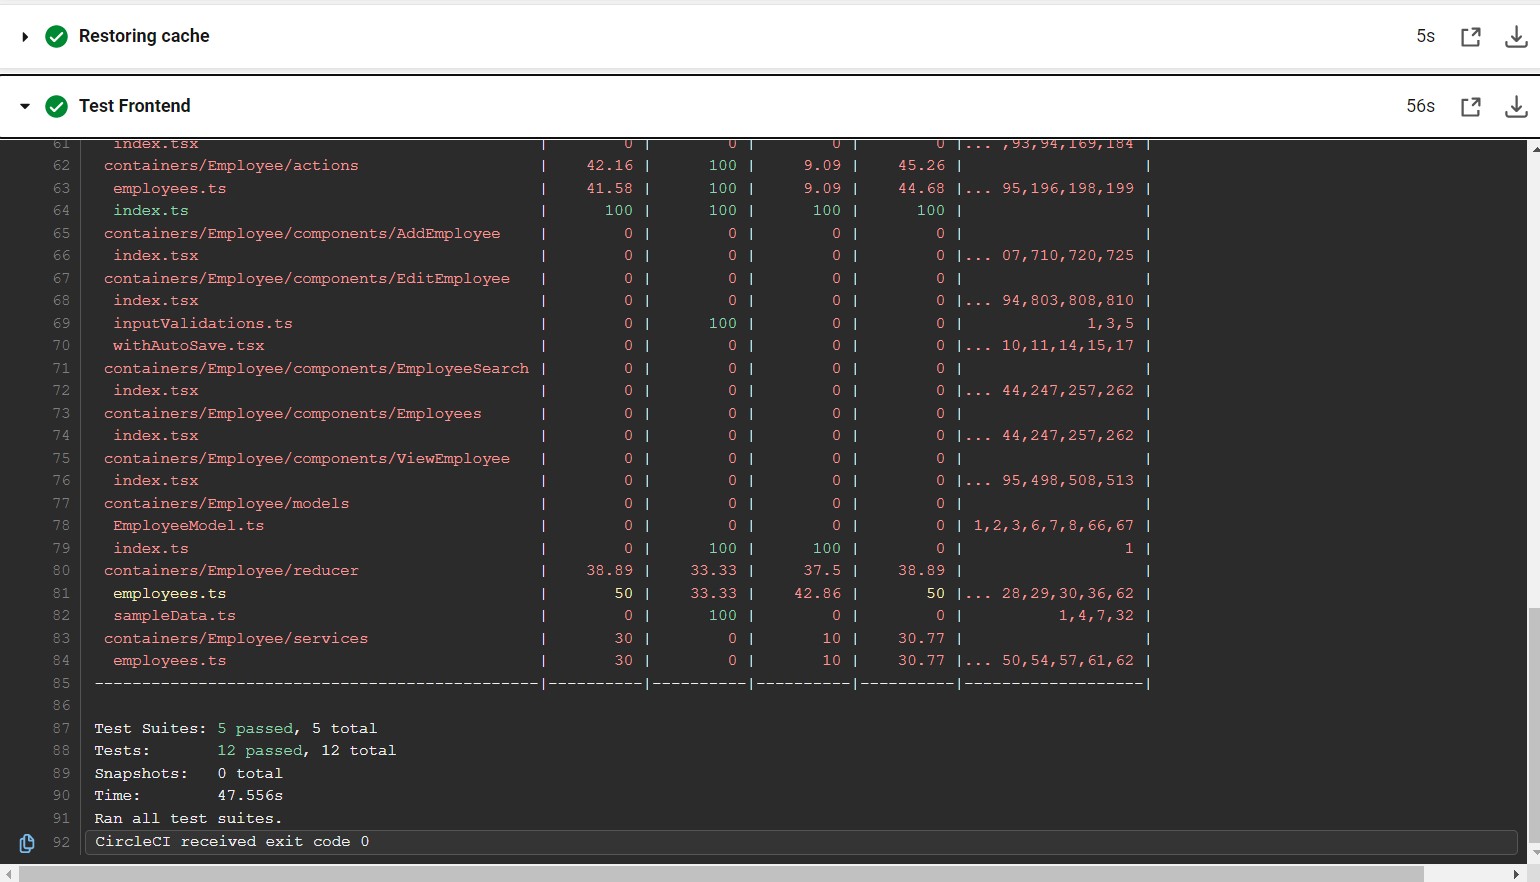 Restoring cache 5s
Test Frontend 56s
61 index.tsx | 0 | 0 | 0 | 0 |... ,93,94,169,184 |
62 containers/Employee/actions | 42.16 | 100 | 9.09 | 45.26 | |
63 employees.ts | 41.58 | 100 | 9.09 | 44.68 |... 95,196,198,199 |
64 index.ts | 100 | 100 | 100 | 100 | |
65 containers/Employee/components/AddEmployee | 0 | 0 | 0 | 0 | |
66 index.tsx | 0 | 0 | 0 | 0 |... 07,710,720,725 |
67 containers/Employee/components/EditEmployee | 0 | 0 | 0 | 0 | |
68 index.tsx | 0 | 0 | 0 | 0 |... 94,803,808,810 |
69 inputValidations.ts | 0 | 100 | 0 | 0 | 1,3,5 |
70 withAutoSave.tsx | 0 | 0 | 0 | 0 |... 10,11,14,15,17 |
71 containers/Employee/components/EmployeeSearch | 0 | 0 | 0 | 0 | |
72 index.tsx | 0 | 0 | 0 | 0 |... 44,247,257,262 |
73 containers/Employee/components/Employees | 0 | 0 | 0 | 0 | |
74 index.tsx | 0 | 0 | 0 | 0 |... 44,247,257,262 |
75 containers/Employee/components/ViewEmployee | 0 | 0 | 0 | 0 | |
76 index.tsx | 0 | 0 | 0 | 0 |... 95,498,508,513 |
77 containers/Employee/models | 0 | 0 | 0 | 0 | |
78 EmployeeModel.ts | 0 | 0 | 0 | 0 | 1,2,3,6,7,8,66,67 |
79 index.ts | 0 | 100 | 100 | 0 | 1 |
80 containers/Employee/reducer | 38.89 | 33.33 | 37.5 | 38.89 | |
81 employees.ts | 50 | 33.33 | 42.86 | 50 |... 28,29,30,36,62 |
82 sampleData.ts | 0 | 100 | 0 | 0 | 1,4,7,32 |
83 containers/Employee/services | 30 | 0 | 10 | 30.77 | |
84 employees.ts | 30 | 0 | 10 | 30.77 |... 50,54,57,61,62 |
85 -----------------------------------------------|----------|----------|----------|----------|-------------------|
86
87 Test Suites: 5 passed, 5 total
88 Tests: 12 passed, 12 total
89 Snapshots: 0 total
90 Time: 47.556s
91 Ran all test suites.
92 CircleCI received exit code 0